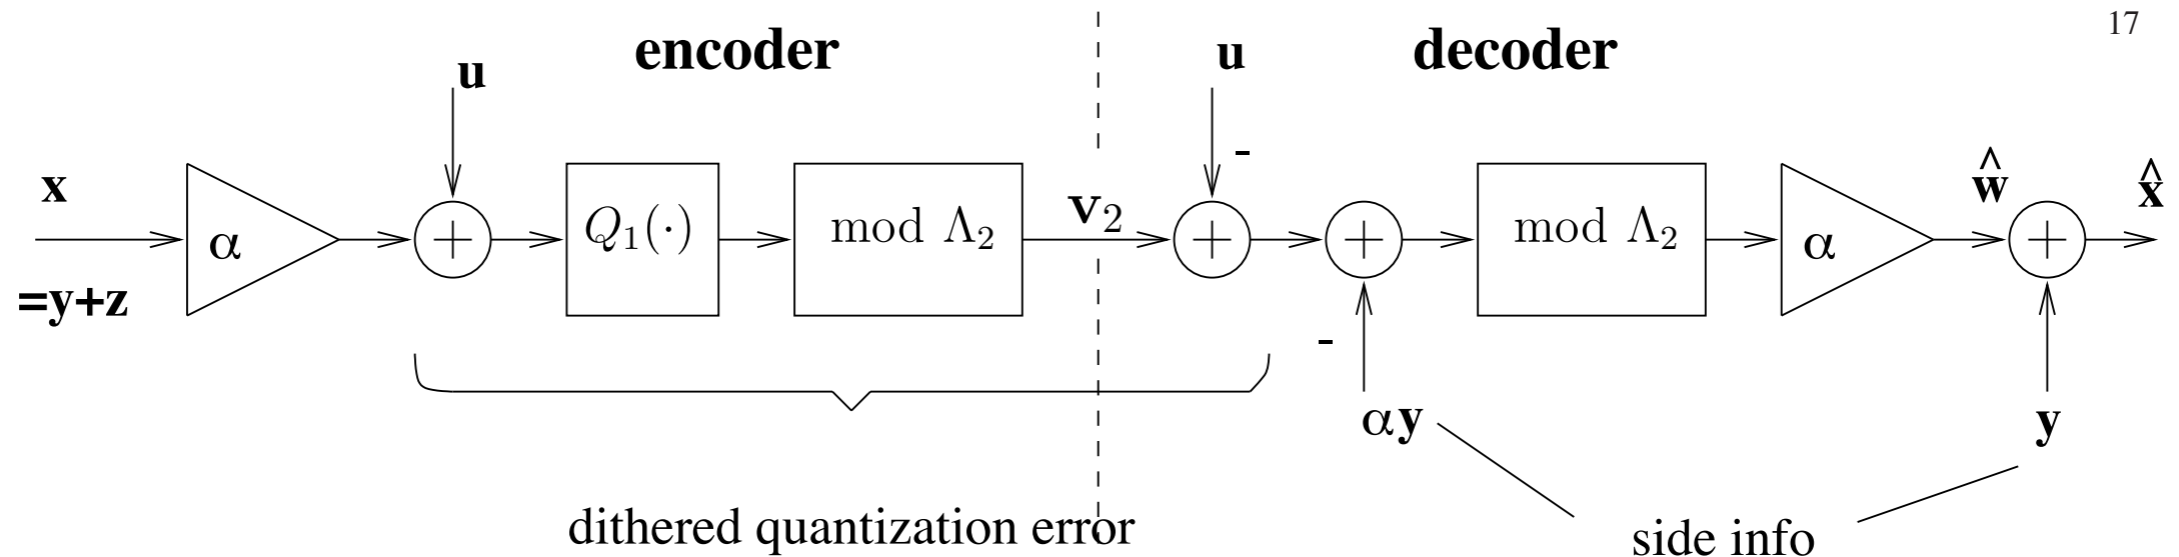 17
encoder
decoder
u
u
-
x
=y+z
α
+
Q₁(·)
mod Λ₂
v₂
+
+
-
mod Λ₂
α
ŵ
+
x̂
αy
y
dithered quantization error
side info